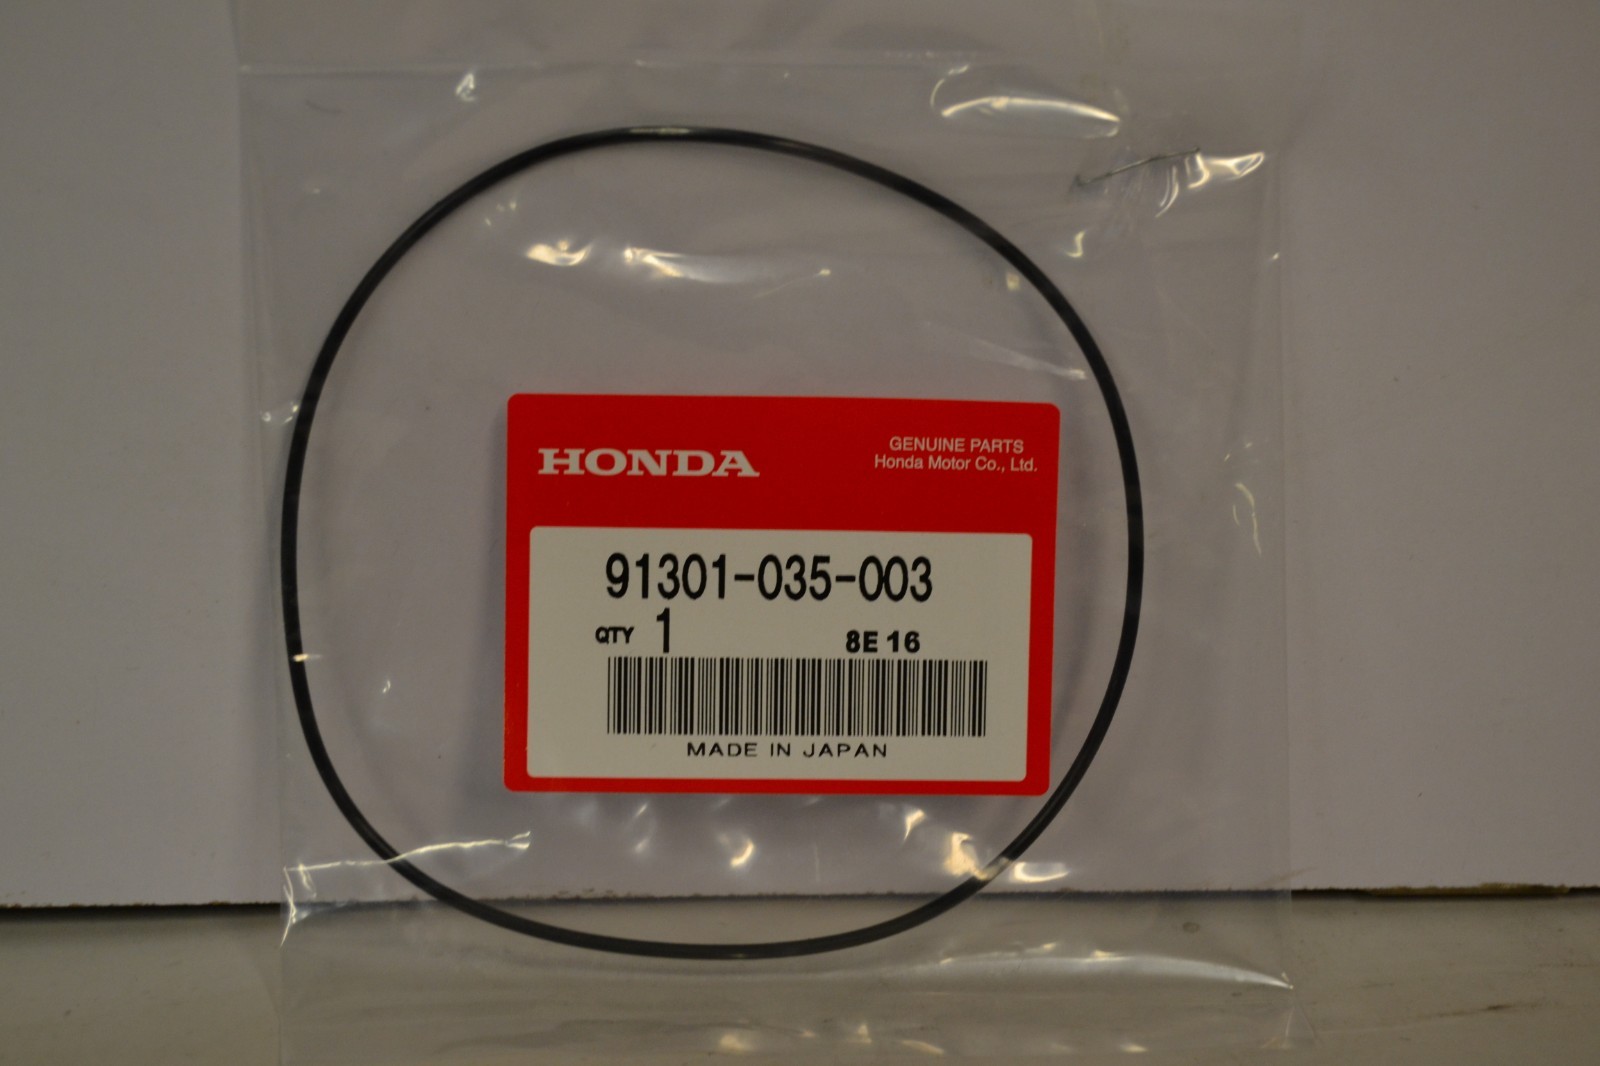 HONDA
GENUINE PARTS
Honda Motor Co., Ltd.
91301-035-003
QTY 1 8E 16
MADE IN JAPAN